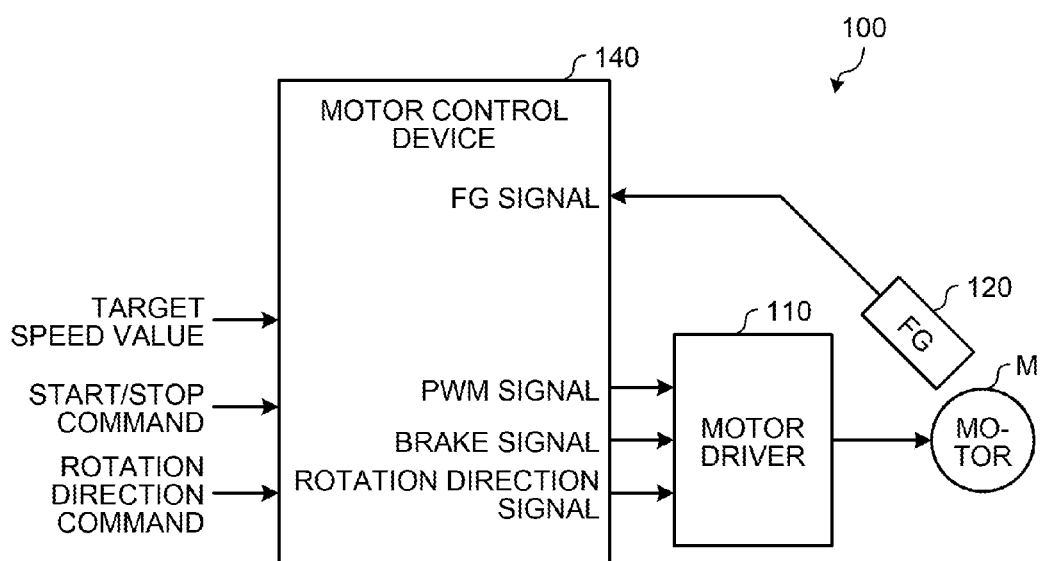 100
140
MOTOR CONTROL
DEVICE
FG SIGNAL
120
FG
TARGET
SPEED VALUE
110
M
START/STOP
COMMAND
PWM SIGNAL
BRAKE SIGNAL
MOTOR
DRIVER
MO-
TOR
ROTATION
DIRECTION
COMMAND
ROTATION DIRECTION
SIGNAL